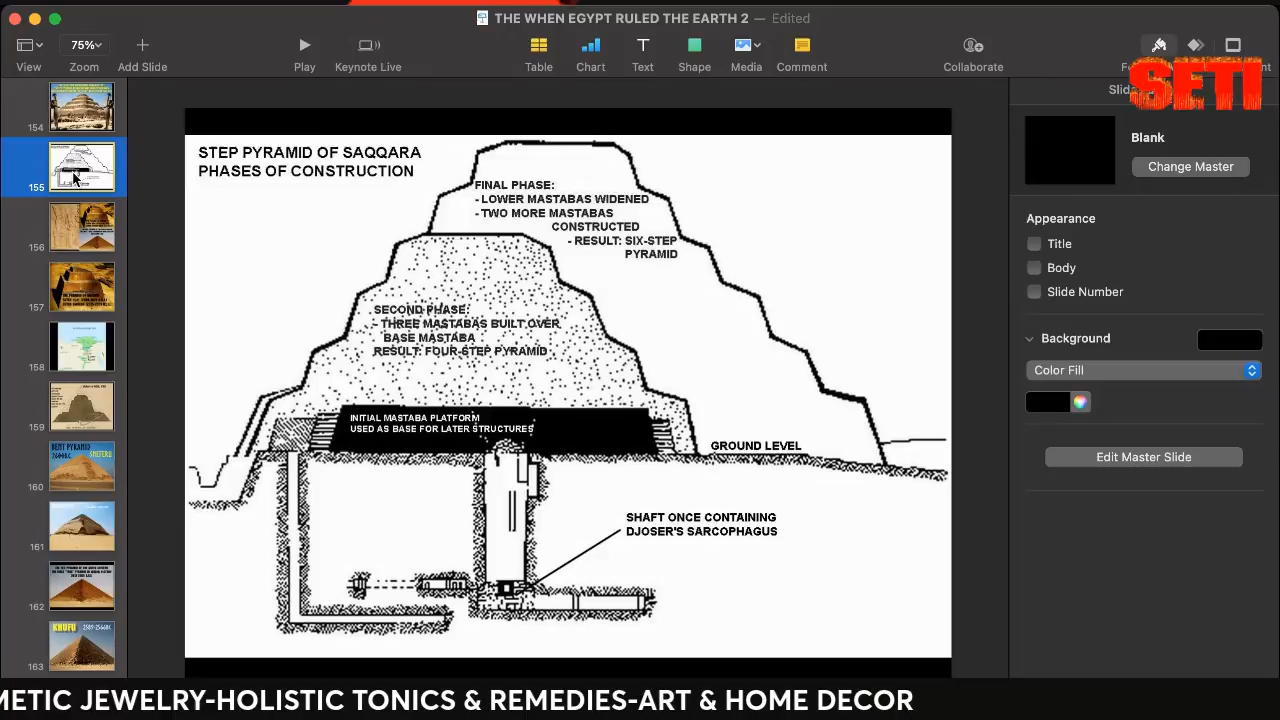 THE WHEN EGYPT RULED THE EARTH 2 — Edited
View
75%
Zoom
Add Slide
Play
Keynote Live
Table
Chart
Text
Shape
Media
Comment
Collaborate
SETI
154
155
156
157
158
159
160
161
162
163
BENT PYRAMID
SNEFERU
KHUFU
STEP PYRAMID OF SAQQARA
PHASES OF CONSTRUCTION
FINAL PHASE:
- LOWER MASTABAS WIDENED
- TWO MORE MASTABAS
CONSTRUCTED
- RESULT: SIX-STEP
PYRAMID
SECOND PHASE:
- THREE MASTABAS BUILT OVER
BASE MASTABA
RESULT: FOUR-STEP PYRAMID
INITIAL MASTABA PLATFORM
USED AS BASE FOR LATER STRUCTURES
GROUND LEVEL
SHAFT ONCE CONTAINING
DJOSER'S SARCOPHAGUS
Blank
Change Master
Appearance
Title
Body
Slide Number
Background
Color Fill
Edit Master Slide
METIC JEWELRY-HOLISTIC TONICS & REMEDIES-ART & HOME DECOR